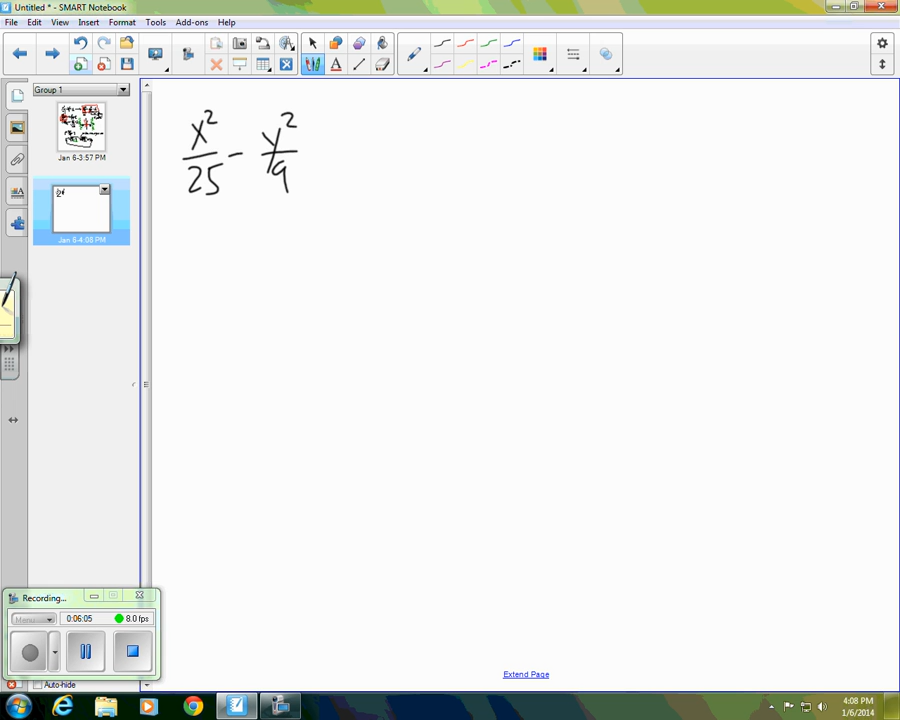 Untitled * - SMART Notebook
File Edit View Insert Format Tools Add-ons Help
Group 1
Jan 6-3:57 PM
Jan 6-4:08 PM
x² y²
— - —
25 9
Extend Page
Recording...
Menu
0:06:05 8.0 fps
Auto-hide
4:08 PM
1/6/2014